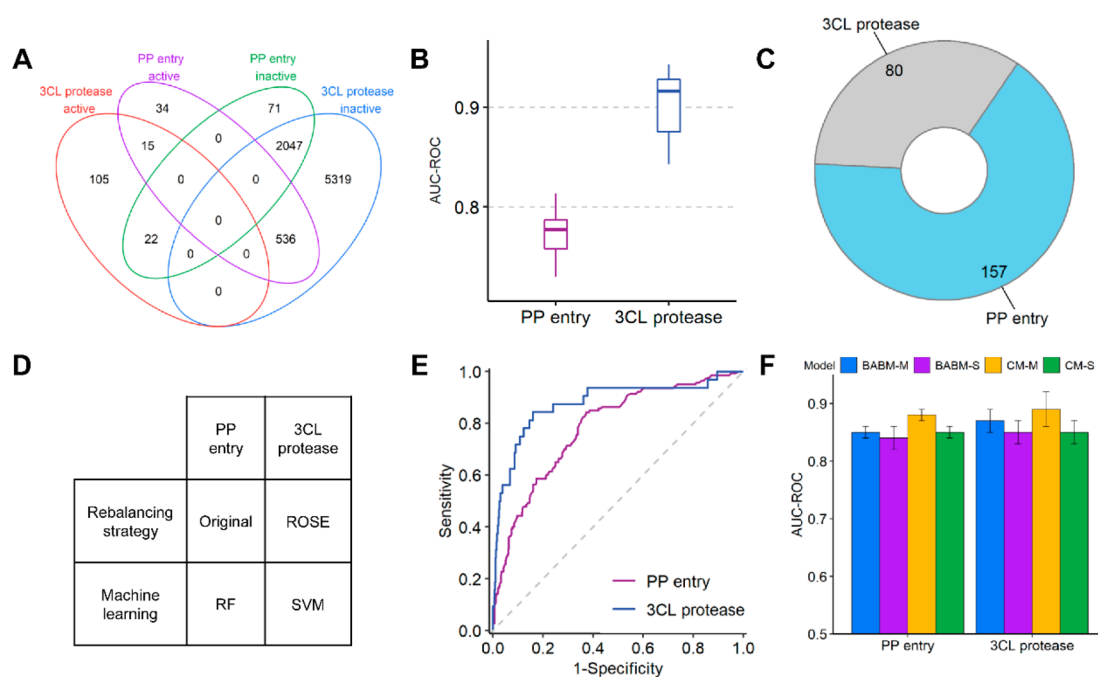 A
PP entry
active
PP entry
inactive
3CL protease
active
3CL protease
inactive
34
71
0
15
2047
105
0
0
5319
0
22
536
0
0
0
B
AUC-ROC
0.9
0.8
PP entry
3CL protease
C
3CL protease
80
157
PP entry
D
PP
entry
3CL
protease
Rebalancing
strategy
Original
ROSE
Machine
learning
RF
SVM
E
Sensitivity
1.0
0.8
0.6
0.4
0.2
0.0
PP entry
3CL protease
0.0 0.2 0.4 0.6 0.8 1.0
1-Specificity
F
Model BABM-M BABM-S CM-M CM-S
AUC-ROC
0.9
0.8
0.7
0.6
0.5
PP entry
3CL protease